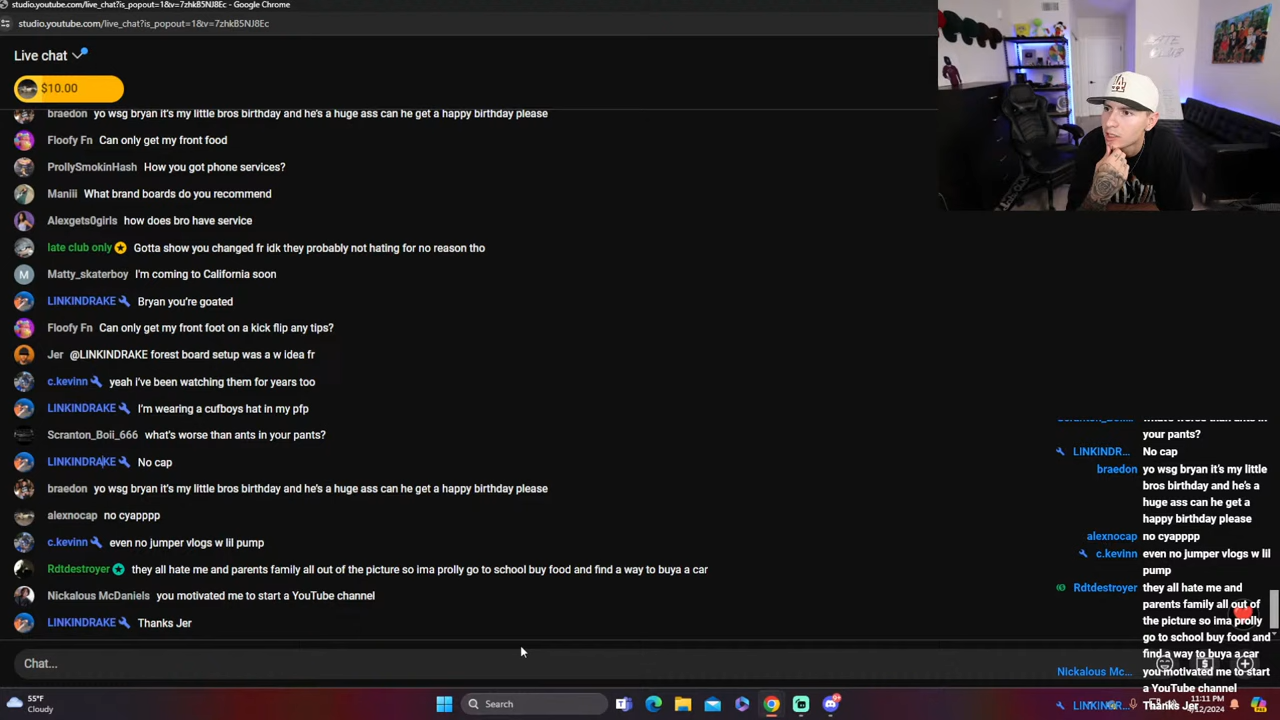 studio.youtube.com/live_chat?is_popout=1&v=7zhkB5NJ8Ec - Google Chrome
studio.youtube.com/live_chat?is_popout=1&v=7zhkB5NJ8Ec
Live chat
$10.00
braedon yo wsg bryan it's my little bros birthday and he's a huge ass can he get a happy birthday please
Floofy Fn Can only get my front food
ProllySmokinHash How you got phone services?
Maniii What brand boards do you recommend
Alexgets0girls how does bro have service
late club only Gotta show you changed fr idk they probably not hating for no reason tho
M Matty_skaterboy I'm coming to California soon
LINKINDRAKE Bryan you're goated
Floofy Fn Can only get my front foot on a kick flip any tips?
Jer @LINKINDRAKE forest board setup was a w idea fr
c.kevinn yeah i've been watching them for years too
LINKINDRAKE I'm wearing a cufboys hat in my pfp
Scranton_Boii_666 what's worse than ants in your pants?
LINKINDRAKE No cap
braedon yo wsg bryan it's my little bros birthday and he's a huge ass can he get a happy birthday please
alexnocap no cyapppp
c.kevinn even no jumper vlogs w lil pump
Rdtdestroyer they all hate me and parents family all out of the picture so ima prolly go to school buy food and find a way to buya a car
Nickalous McDaniels you motivated me to start a YouTube channel
LINKINDRAKE Thanks Jer
Chat...
your pants?
LINKINDR... No cap
braedon yo wsg bryan it's my little
bros birthday and he's a
huge ass can he get a
happy birthday please
alexnocap no cyapppp
c.kevinn even no jumper vlogs w lil
pump
Rdtdestroyer they all hate me and
parents family all out of
the picture so ima prolly
go to school buy food and
find a way to buya a car
Nickalous Mc... you motivated me to start
a YouTube channel
LINKINDR... Thanks Jer
55°F
Cloudy
Search
11:11 PM